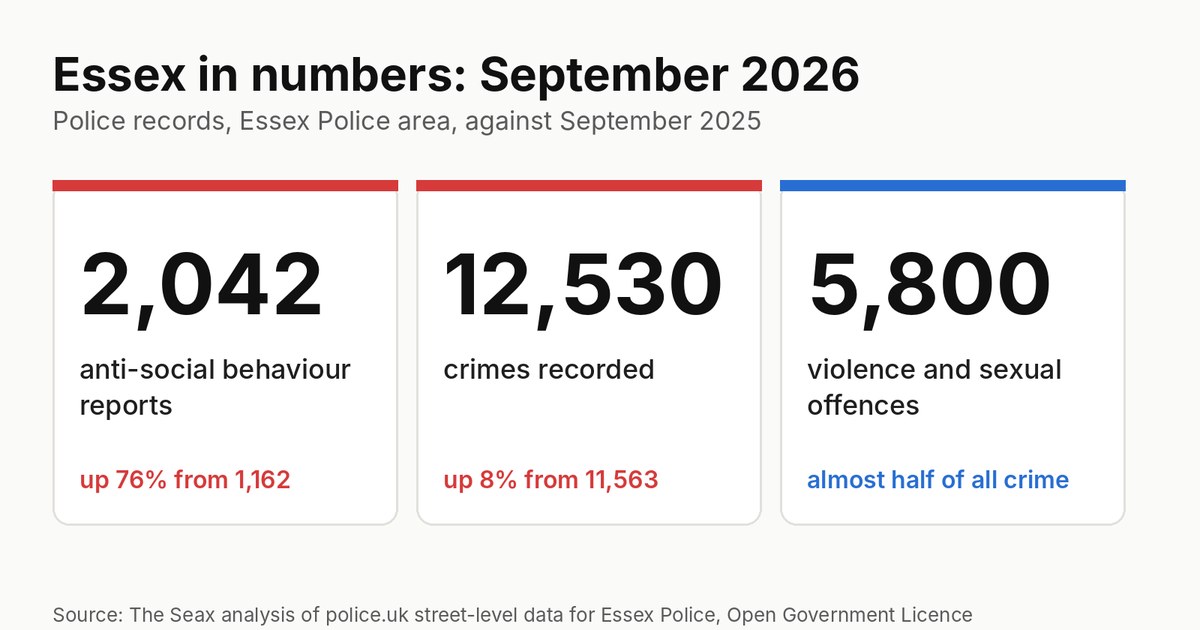 Essex in numbers: September 2026
Police records, Essex Police area, against September 2025
2,042
anti-social behaviour
reports
up 76% from 1,162
12,530
crimes recorded
up 8% from 11,563
5,800
violence and sexual
offences
almost half of all crime
Source: The Seax analysis of police.uk street-level data for Essex Police, Open Government Licence